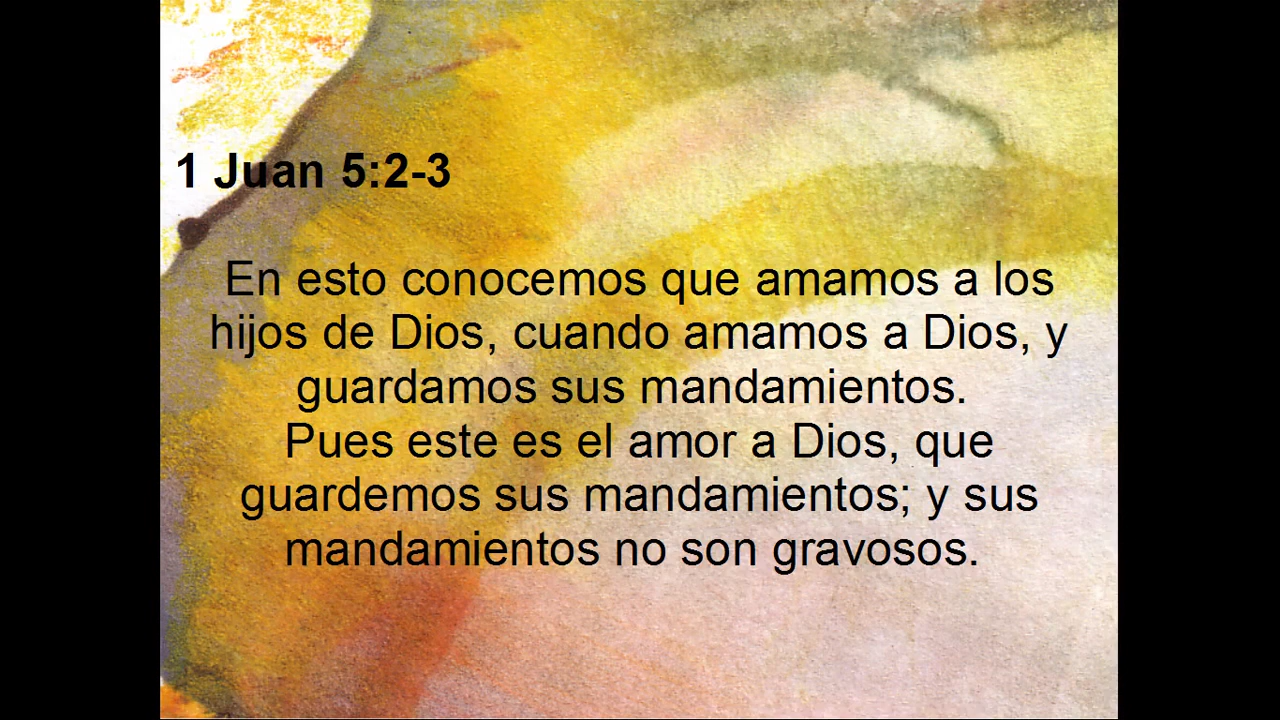 1 Juan 5:2-3
En esto conocemos que amamos a los
hijos de Dios, cuando amamos a Dios, y
guardamos sus mandamientos.
Pues este es el amor a Dios, que
guardemos sus mandamientos; y sus
mandamientos no son gravosos.